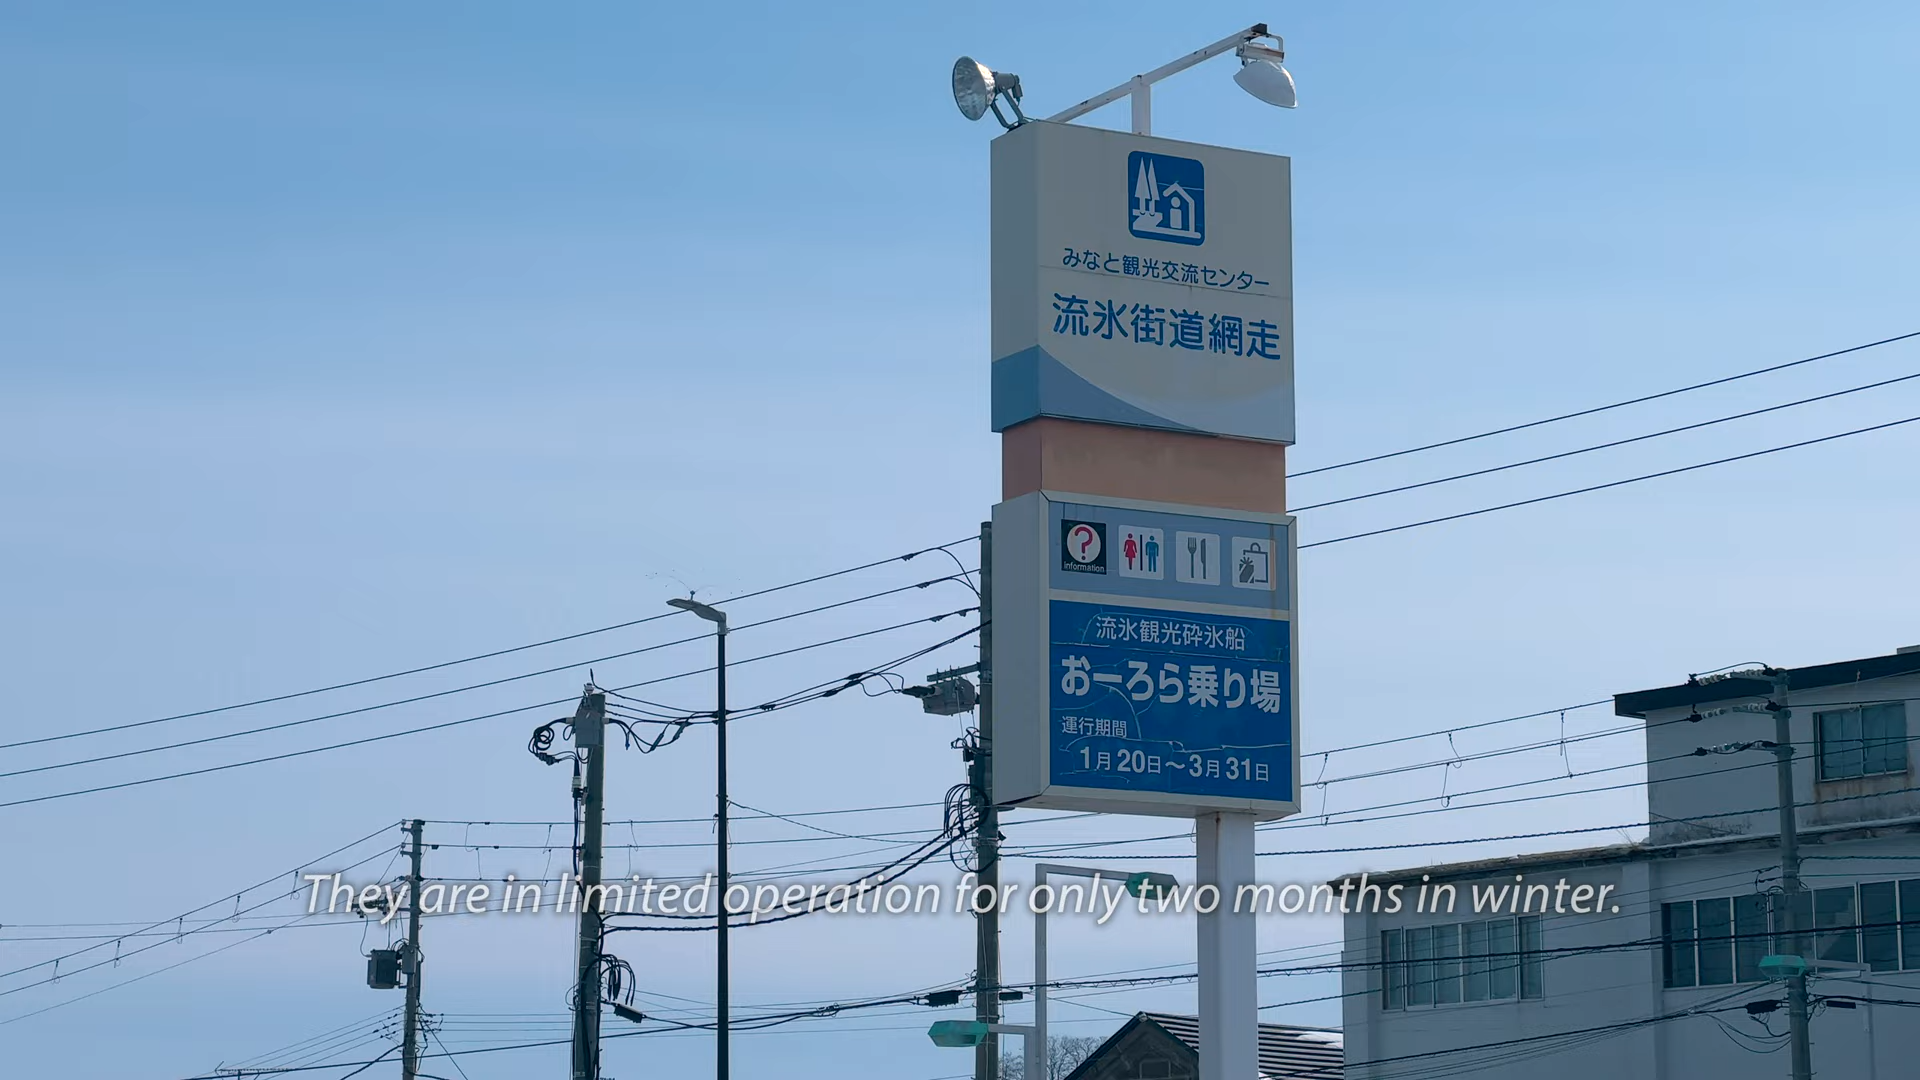 みなと観光交流センター
流氷街道網走
information
流氷観光砕氷船
おーろら乗り場
運行期間
1月20日～3月31日
They are in limited operation for only two months in winter.